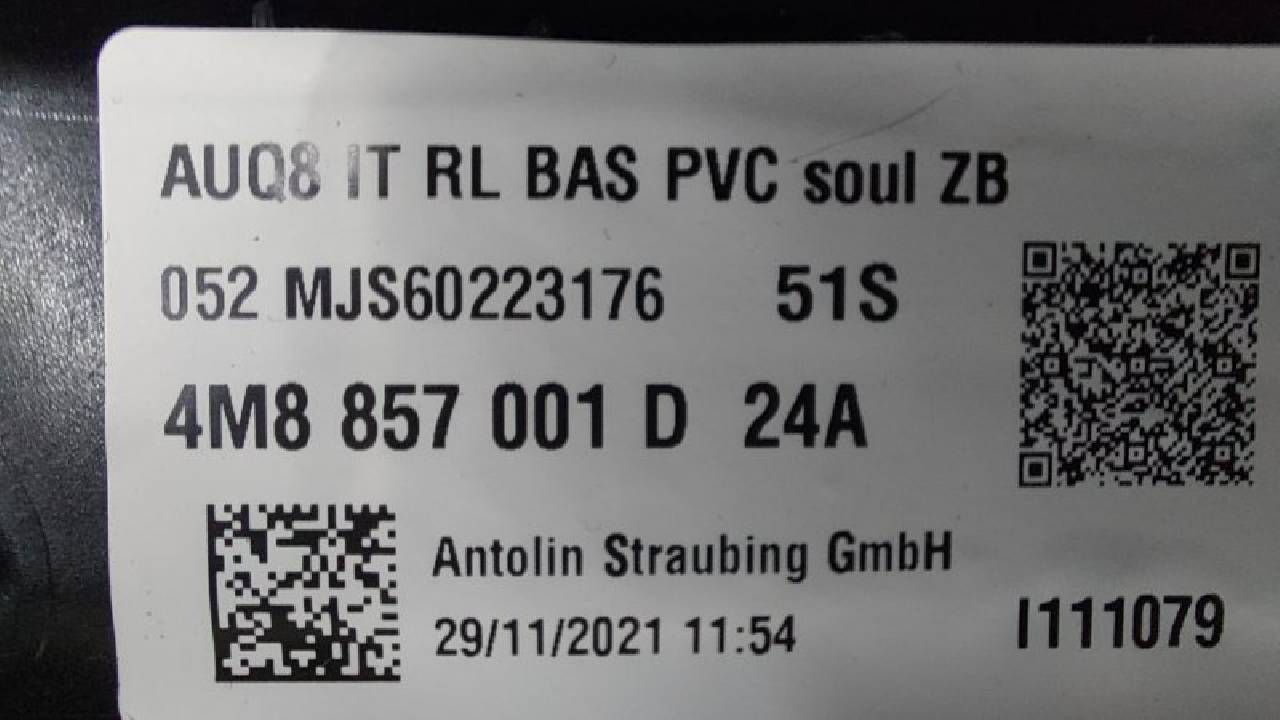 AUQ8 IT RL BAS PVC soul ZB
052 MJS60223176 51S
4M8 857 001 D 24A
Antolin Straubing GmbH
29/11/2021 11:54
I111079